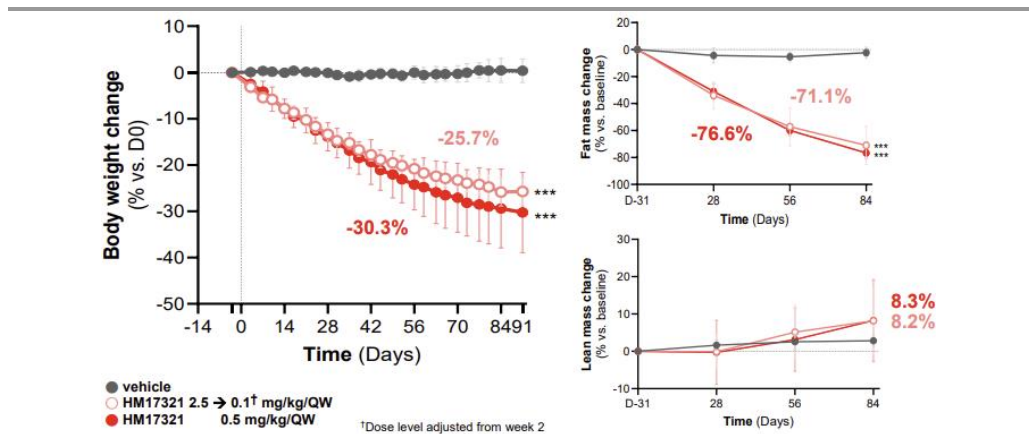 Body weight change
(% vs. D0)
10
0
-10
-20
-30
-40
-50
-25.7%
***
***
-30.3%
-14 0 14 28 42 56 70 8491
Time (Days)
vehicle
HM17321 2.5 → 0.1† mg/kg/QW
HM17321 0.5 mg/kg/QW
†Dose level adjusted from week 2
Fat mass change
(% vs. baseline)
20
0
-20
-40
-60
-80
-100
-71.1%
-76.6%
***
***
D-31 28 56 84
Time (Days)
Lean mass change
(% vs. baseline)
30
20
10
0
-10
8.3%
8.2%
D-31 28 56 84
Time (Days)